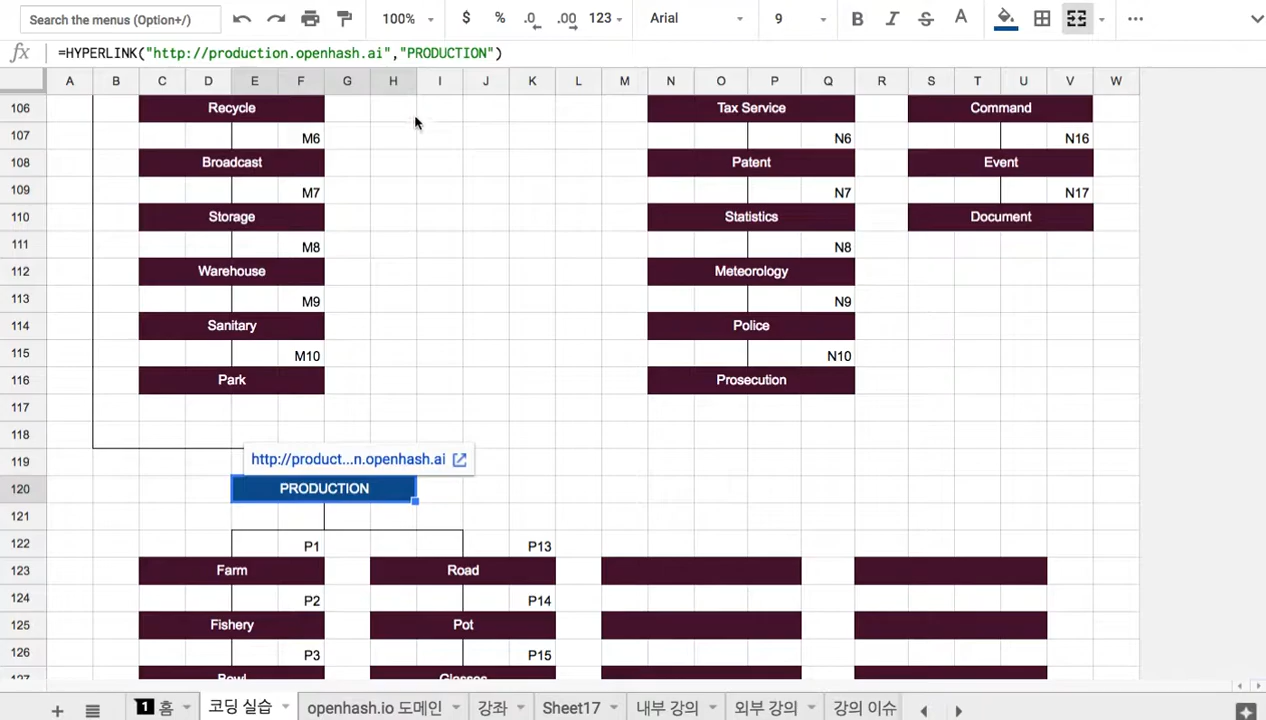 Search the menus (Option+/) 100% $ % .0 .00 123 Arial 9 B I S A
fx =HYPERLINK("http://production.openhash.ai","PRODUCTION")
A B C D E F G H I J K L M N O P Q R S T U V W
106 Recycle Tax Service Command
107 M6 N6 N16
108 Broadcast Patent Event
109 M7 N7 N17
110 Storage Statistics Document
111 M8 N8
112 Warehouse Meteorology
113 M9 N9
114 Sanitary Police
115 M10 N10
116 Park Prosecution
117
118
119 http://product...n.openhash.ai
120 PRODUCTION
121
122 P1 P13
123 Farm Road
124 P2 P14
125 Fishery Pot
126 P3 P15
127 Bowl Glasses
1 홈 코딩 실습 openhash.io 도메인 강좌 Sheet17 내부 강의 외부 강의 강의 이슈